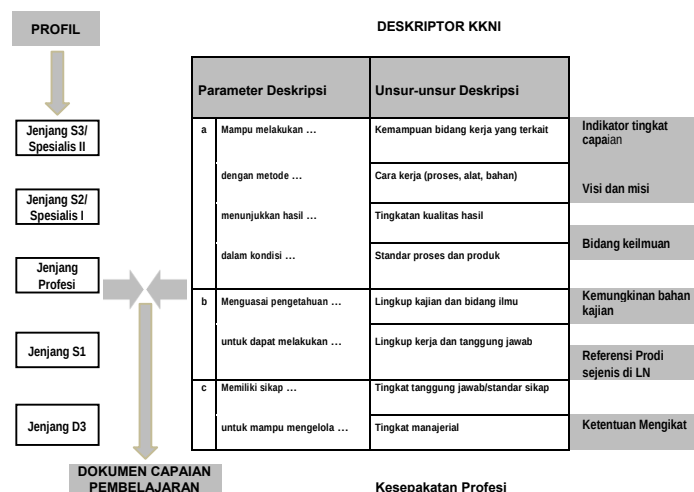 PROFIL
DESKRIPTOR KKNI
Parameter Deskripsi
Unsur-unsur Deskripsi
Jenjang S3/
Spesialis II
Jenjang S2/
Spesialis I
Jenjang
Profesi
Jenjang S1
Jenjang D3
a
Mampu melakukan …
Kemampuan bidang kerja yang terkait
dengan metode …
Cara kerja (proses, alat, bahan)
menunjukkan hasil …
Tingkatan kualitas hasil
dalam kondisi …
Standar proses dan produk
b
Menguasai pengetahuan …
Lingkup kajian dan bidang ilmu
untuk dapat melakukan …
Lingkup kerja dan tanggung jawab
c
Memiliki sikap …
Tingkat tanggung jawab/standar sikap
untuk mampu mengelola …
Tingkat manajerial
Indikator tingkat
capaian
Visi dan misi
Bidang keilmuan
Kemungkinan bahan
kajian
Referensi Prodi
sejenis di LN
Ketentuan Mengikat
DOKUMEN CAPAIAN
PEMBELAJARAN
Kesepakatan Profesi